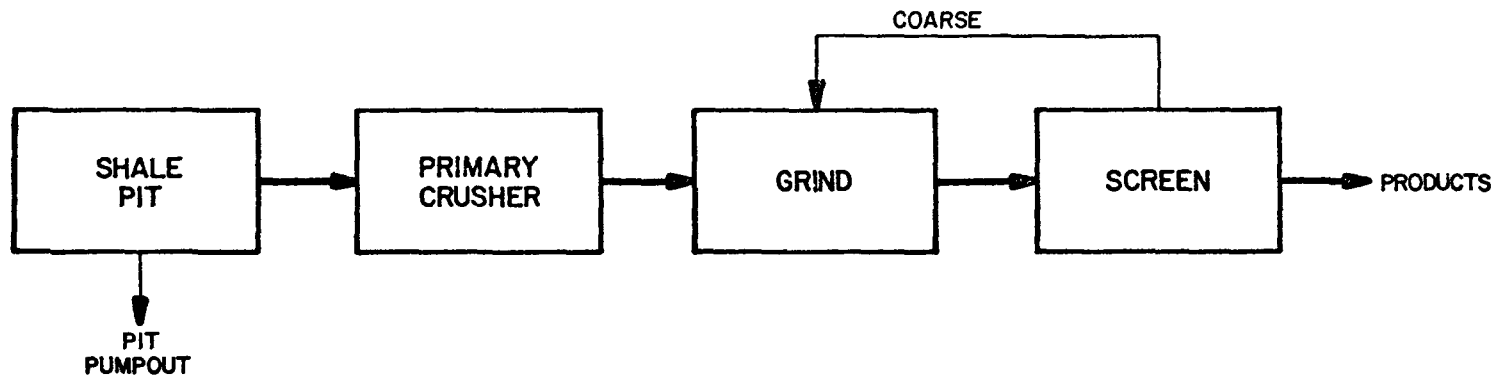 COARSE
SHALE
PIT
PRIMARY
CRUSHER
GRIND
SCREEN
PRODUCTS
PIT
PUMPOUT